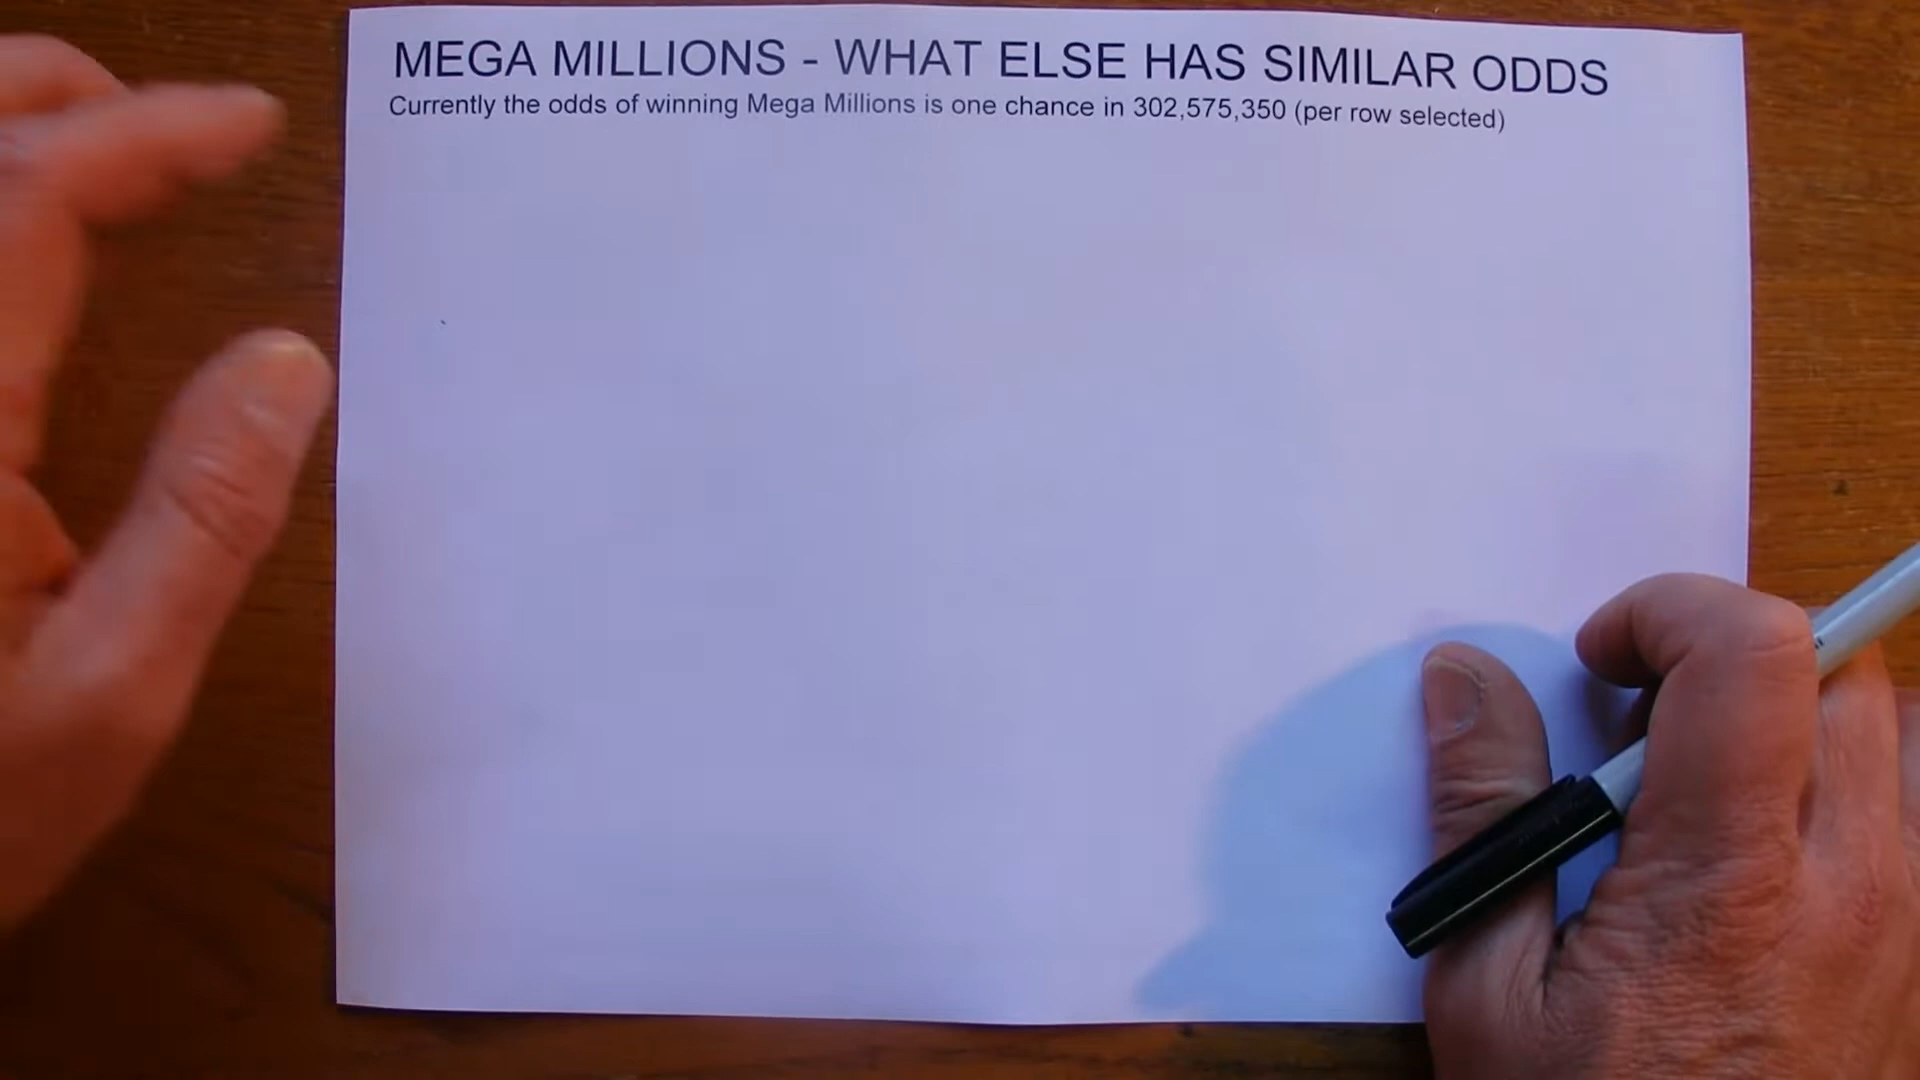 MEGA MILLIONS - WHAT ELSE HAS SIMILAR ODDS
Currently the odds of winning Mega Millions is one chance in 302,575,350 (per row selected)